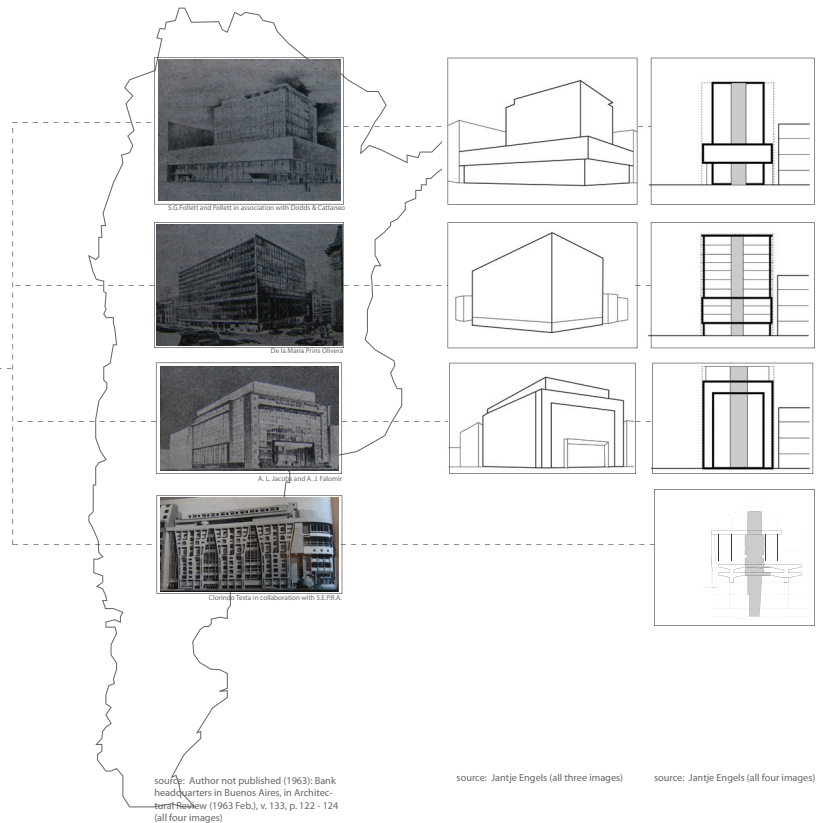 S.G.Follett and Follett in association with Dodds & Cattaneo
De la Maria Prins Olivera
A. L. Jacobs and A. J. Falomir
Clorindo Testa in collaboration with S.E.P.R.A.
source:  Author not published (1963): Bank
headquarters in Buenos Aires, in Architec-
tural Review (1963 Feb.), v. 133, p. 122 - 124
(all four images)
source:  Jantje Engels (all three images)
source:  Jantje Engels (all four images)